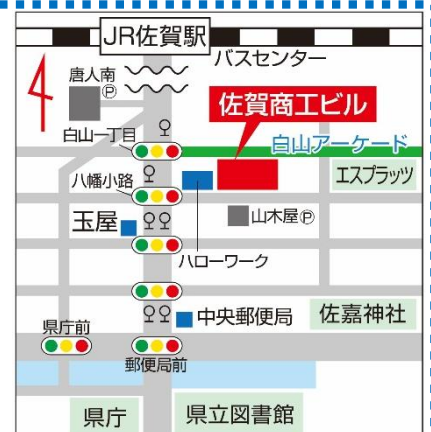 JR佐賀駅
バスセンター
唐人南
Ⓟ
佐賀商工ビル
白山一丁目
白山アーケード
エスプラッツ
八幡小路
玉屋
山木屋Ⓟ
ハローワーク
中央郵便局
佐嘉神社
県庁前
郵便局前
県庁
県立図書館